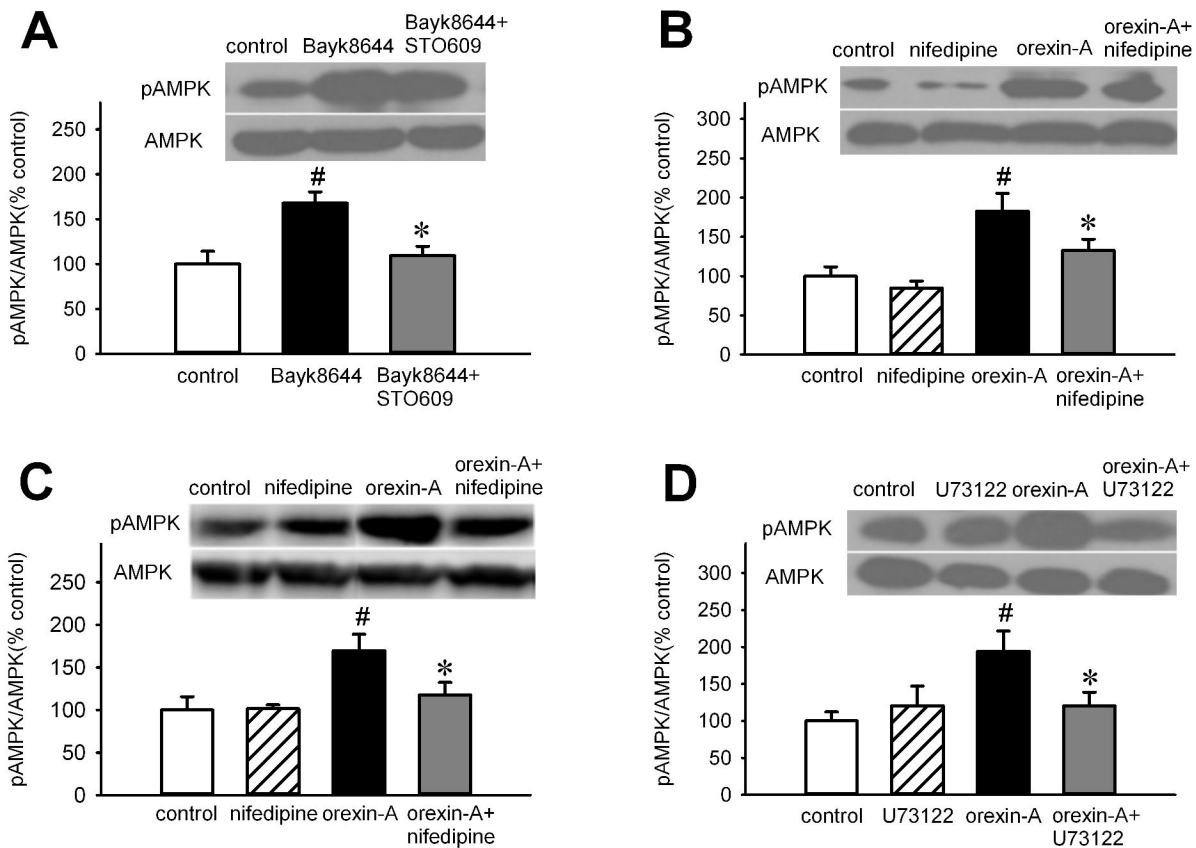 A
control Bayk8644 Bayk8644+
STO609
pAMPK
AMPK
pAMPK/AMPK(% control)
250
200
150
100
50
0
#
*
control Bayk8644 Bayk8644+
STO609
B
control nifedipine orexin-A orexin-A+
nifedipine
pAMPK
AMPK
pAMPK/AMPK(% control)
300
250
200
150
100
50
0
#
*
control nifedipine orexin-A orexin-A+
nifedipine
C
control nifedipine orexin-A orexin-A+
nifedipine
pAMPK
AMPK
pAMPK/AMPK(% control)
250
200
150
100
50
0
#
*
control nifedipine orexin-A orexin-A+
nifedipine
D
control U73122 orexin-A orexin-A+
U73122
pAMPK
AMPK
pAMPK/AMPK(% control)
300
250
200
150
100
50
0
#
*
control U73122 orexin-A orexin-A+
U73122